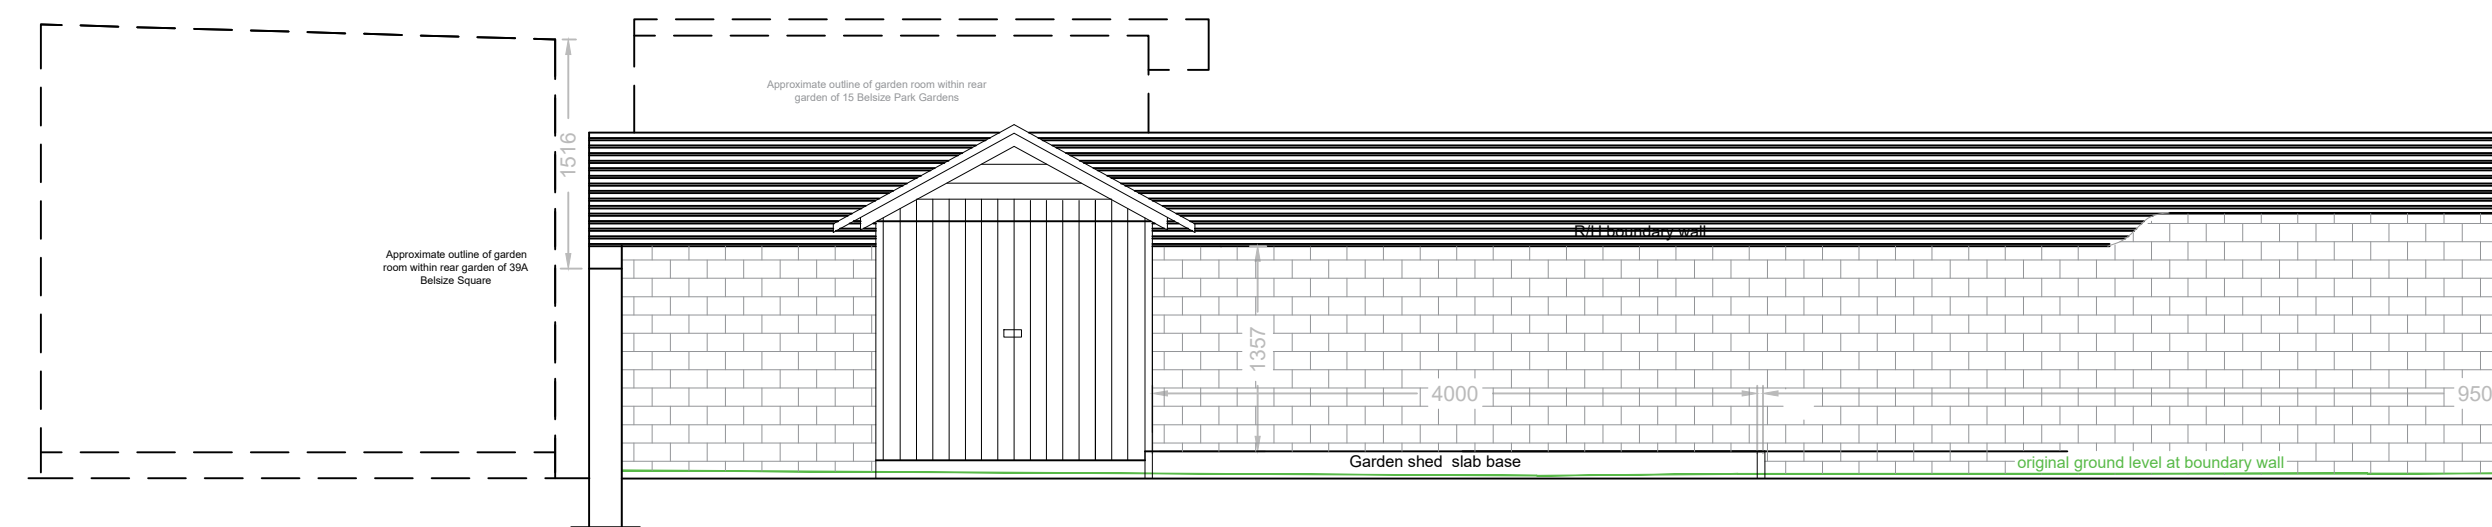 Approximate outline of garden room within rear
garden of 15 Belsize Park Gardens
1516
R/H boundary wall
Approximate outline of garden
room within rear garden of 39A
Belsize Square
1357
4000
950
Garden shed slab base
original ground level at boundary wall